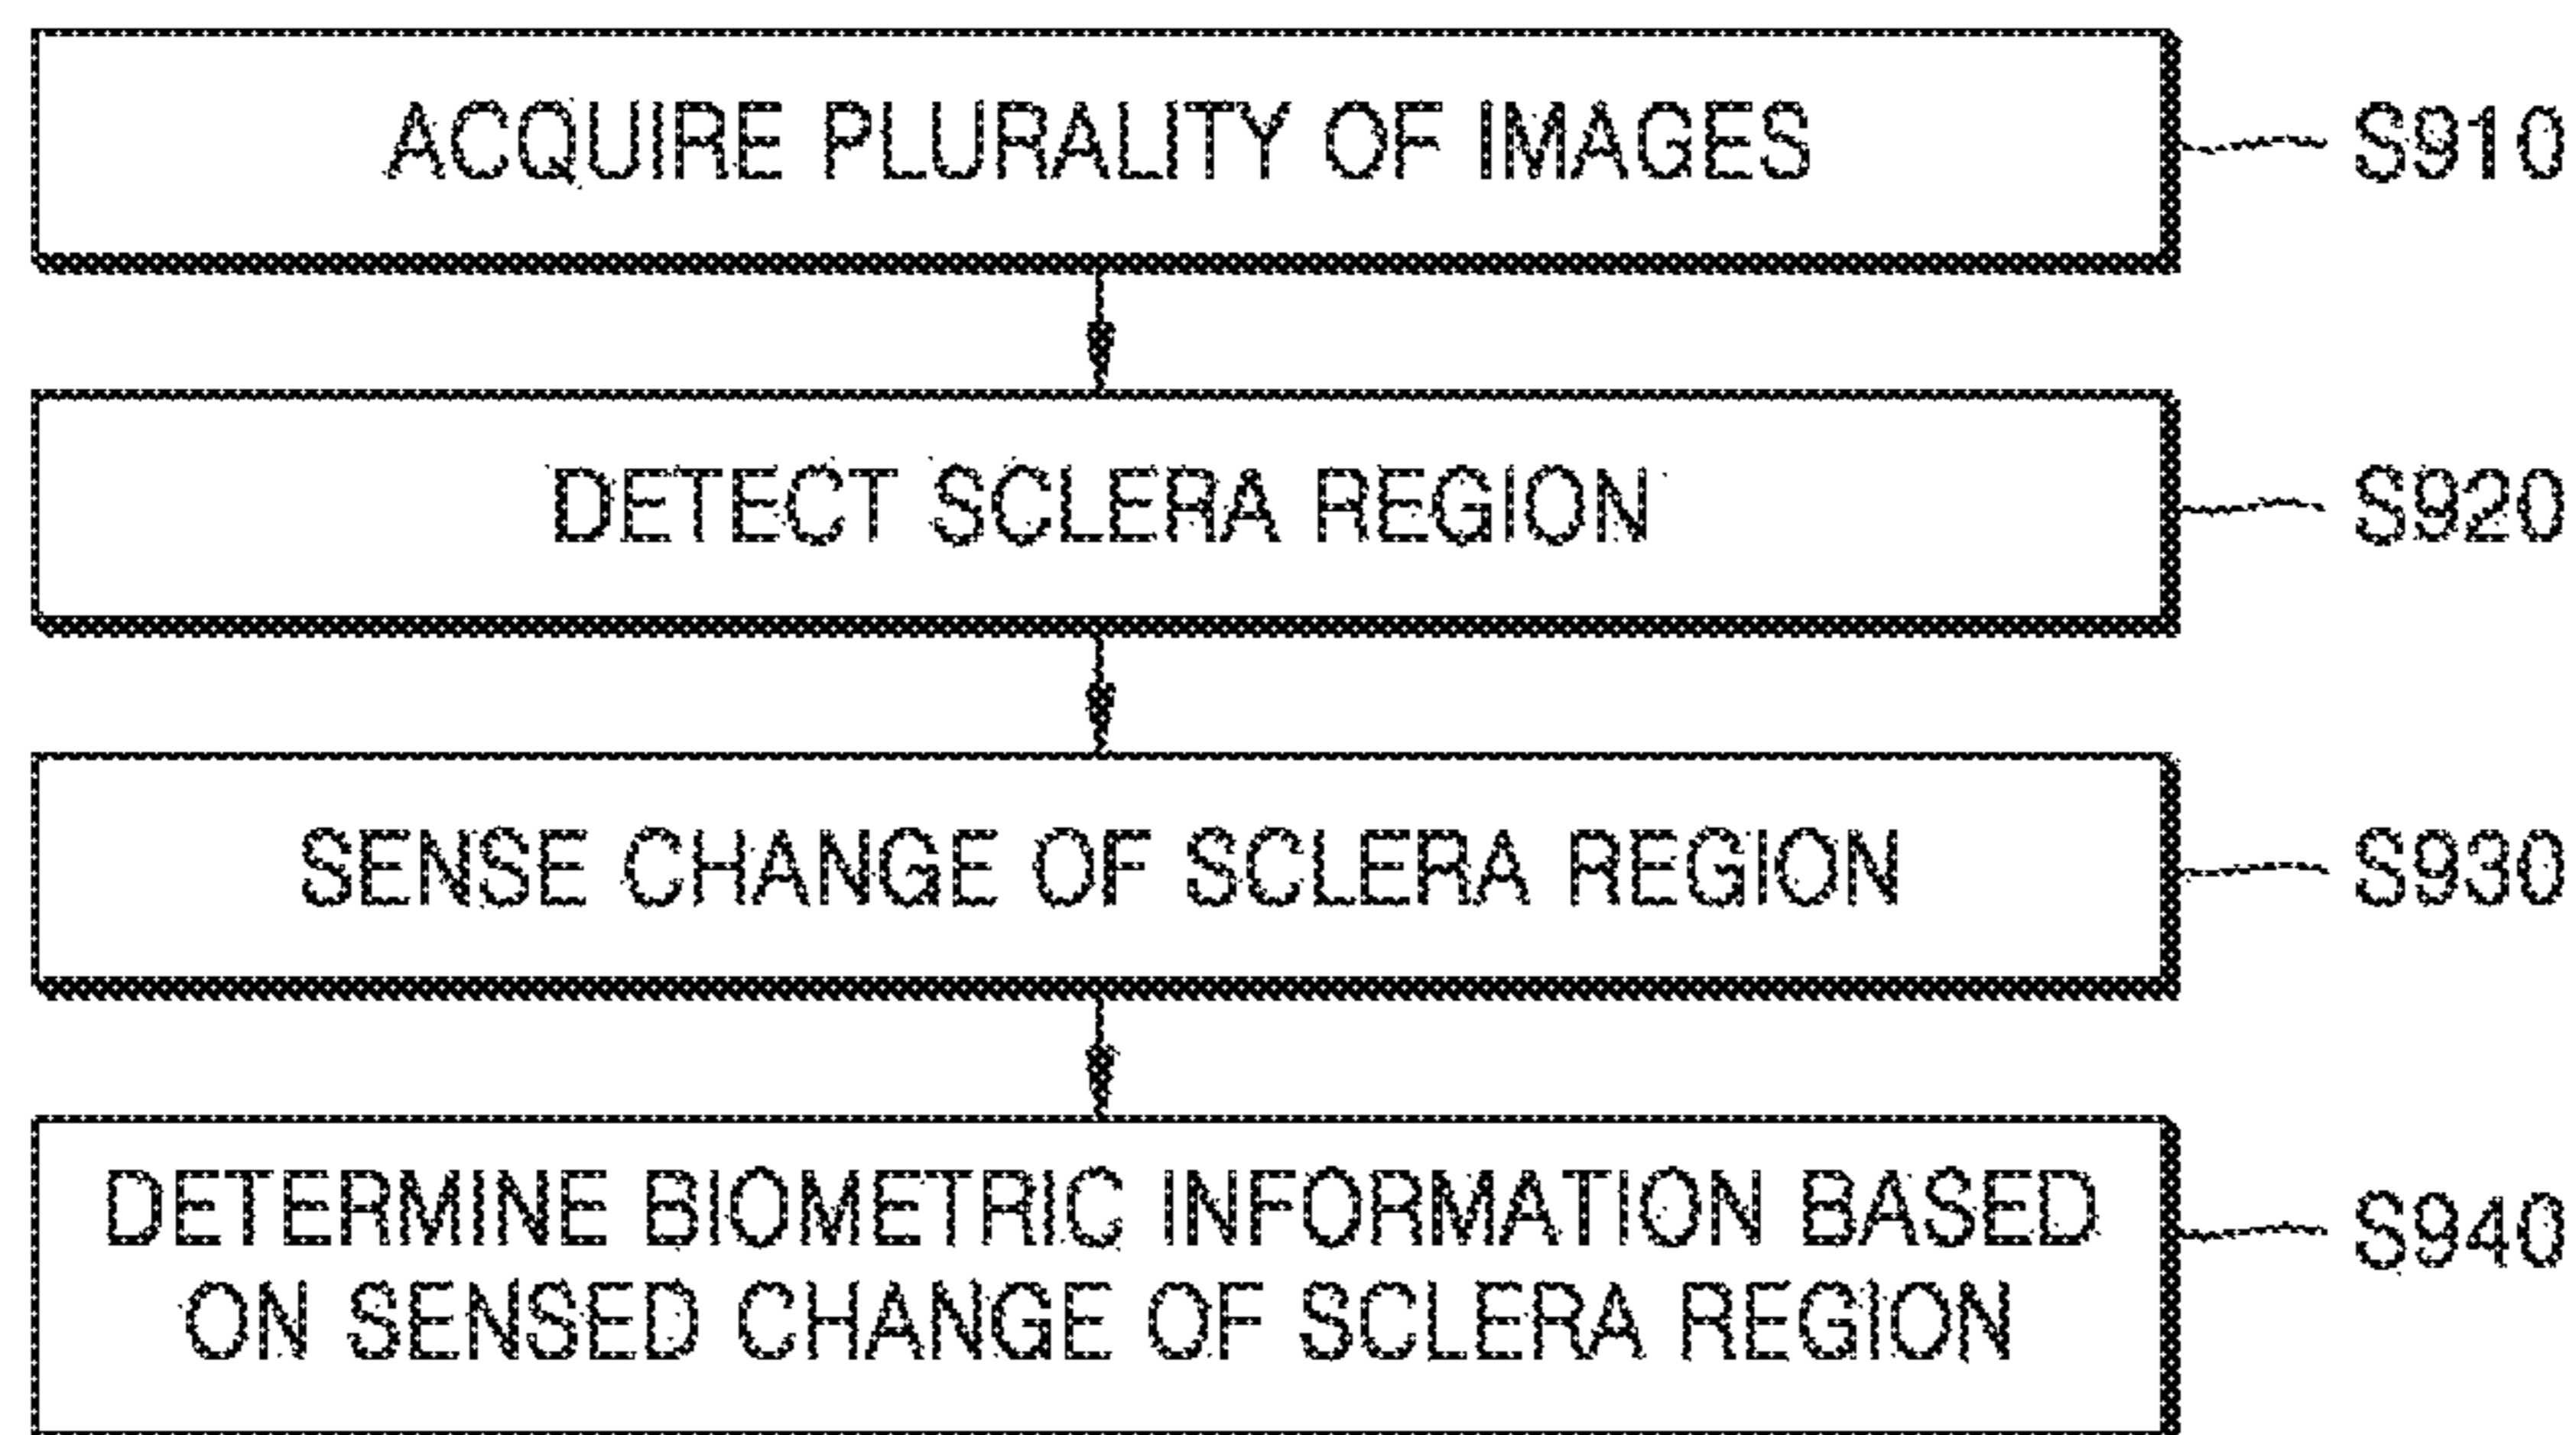 ACQUIRE PLURALITY OF IMAGES
S910
DETECT SCLERA REGION
S920
SENSE CHANGE OF SCLERA REGION
S930
DETERMINE BIOMETRIC INFORMATION BASED
ON SENSED CHANGE OF SCLERA REGION
S940